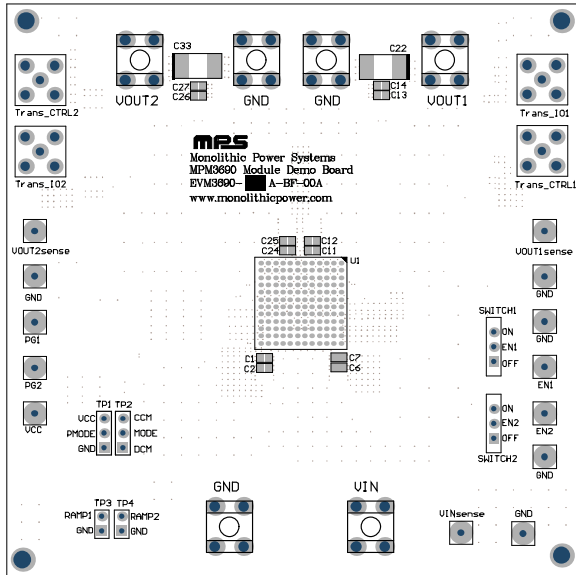 C33
C22
VOUT2
GND
GND
VOUT1
C27
C26
C14
C13
Trans_CTRL2
Trans_IO1
Trans_IO2
Trans_CTRL1
mps
Monolithic Power Systems
MPM3690 Module Demo Board
EVM3690- A-BF-00A
www.monolithicpower.com
VOUT2sense
VOUT1sense
GND
GND
PG1
GND
PG2
EN1
VCC
EN2
GND
C25
C24
C12
C11
U1
C1
C2
C7
C6
SWITCH1
ON
EN1
OFF
ON
EN2
OFF
SWITCH2
TP1 TP2
VCC CCM
PMODE MODE
GND DCM
TP3 TP4
RAMP1 RAMP2
GND GND
GND
VIN
VINsense
GND